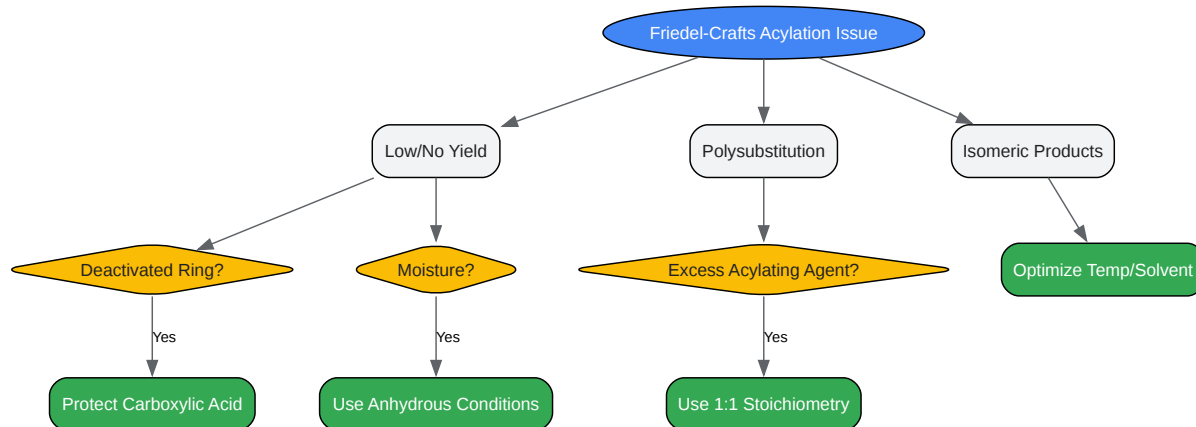 Friedel-Crafts Acylation Issue
Low/No Yield
Polysubstitution
Isomeric Products
Deactivated Ring?
Moisture?
Excess Acylating Agent?
Optimize Temp/Solvent
Yes
Yes
Yes
Protect Carboxylic Acid
Use Anhydrous Conditions
Use 1:1 Stoichiometry